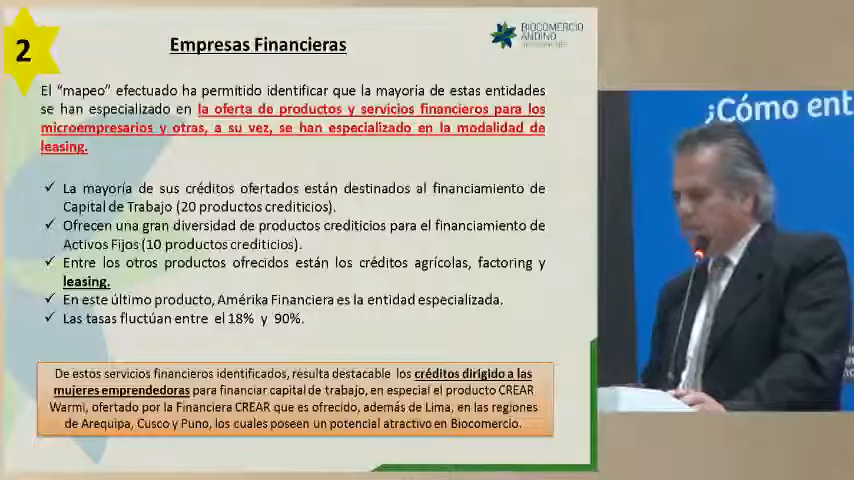 2
Empresas Financieras
BIOCOMERCIO
ANDINO
El “mapeo” efectuado ha permitido identificar que la mayoría de estas entidades
se han especializado en la oferta de productos y servicios financieros para los
microempresarios y otras, a su vez, se han especializado en la modalidad de
leasing.
✓ La mayoría de sus créditos ofertados están destinados al financiamiento de
Capital de Trabajo (20 productos crediticios).
✓ Ofrecen una gran diversidad de productos crediticios para el financiamiento de
Activos Fijos (10 productos crediticios).
✓ Entre los otros productos ofrecidos están los créditos agrícolas, factoring y
leasing.
✓ En este último producto, Amérika Financiera es la entidad especializada.
✓ Las tasas fluctúan entre el 18% y 90%.
De estos servicios financieros identificados, resulta destacable los créditos dirigido a las
mujeres emprendedoras para financiar capital de trabajo, en especial el producto CREAR
Warmi, ofertado por la Financiera CREAR que es ofrecido, además de Lima, en las regiones
de Arequipa, Cusco y Puno, los cuales poseen un potencial atractivo en Biocomercio.
¿Cómo ent